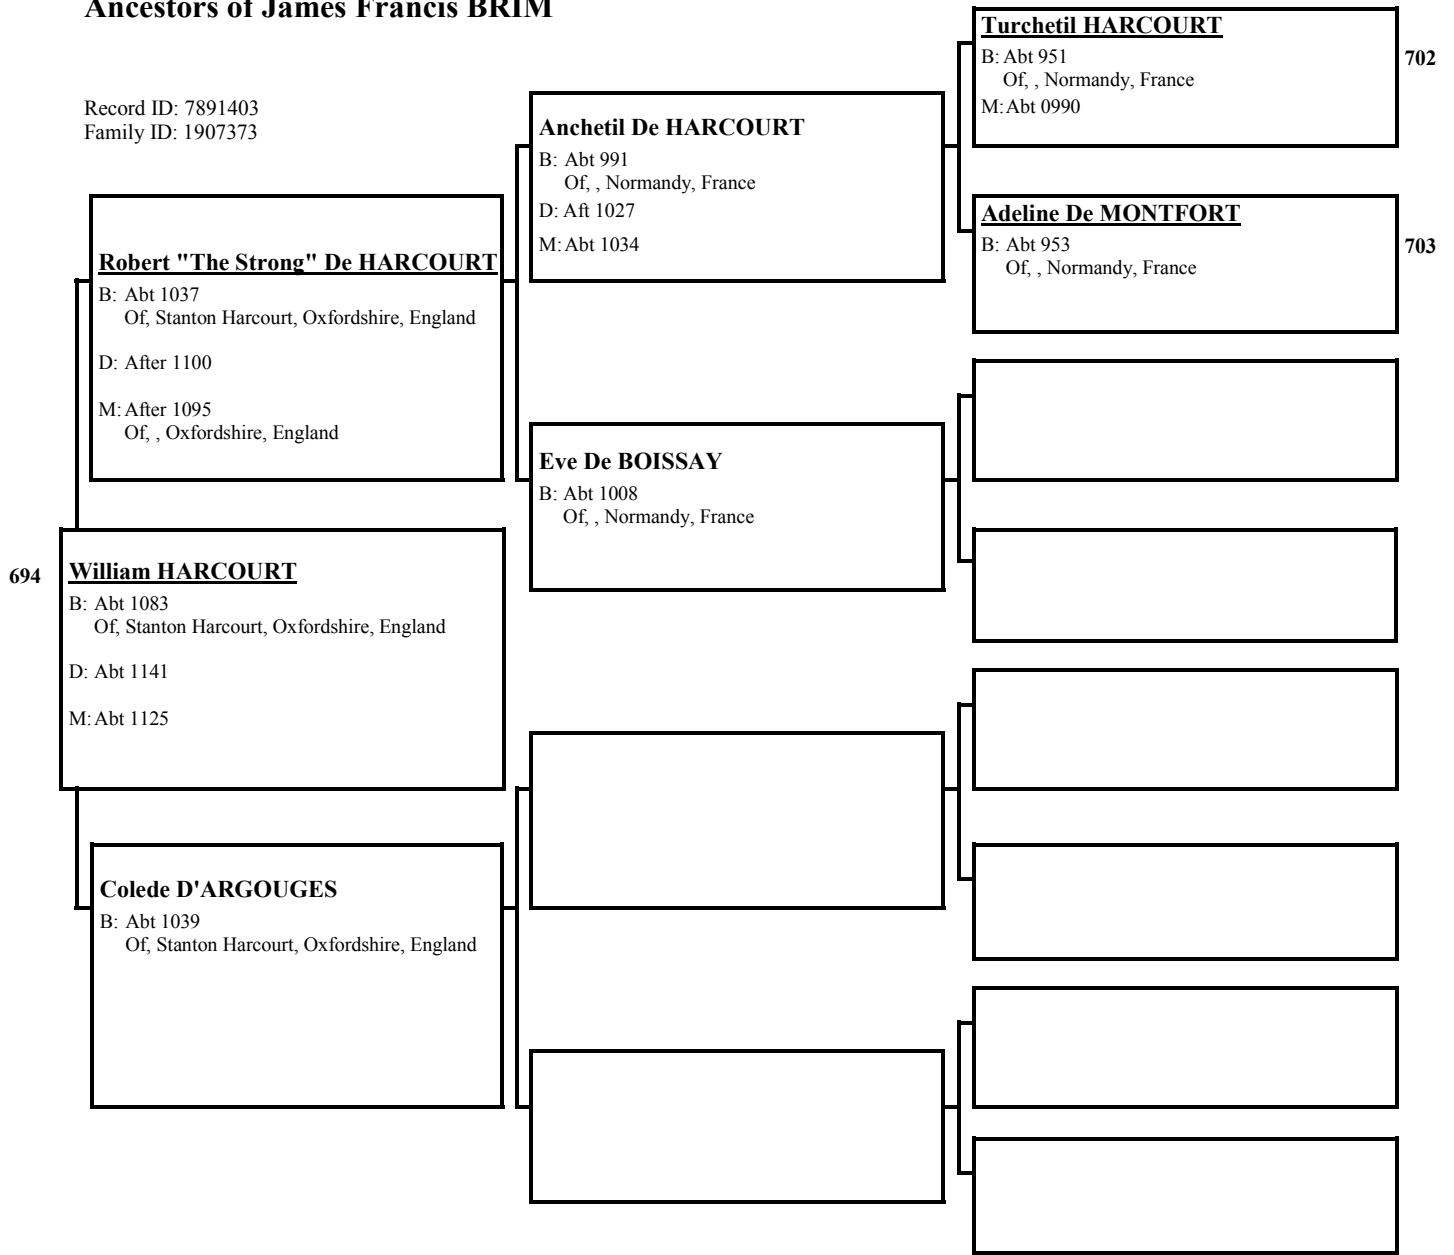 Ancestors of James Francis BRIM
Record ID: 7891403
Family ID: 1907373
Turchetil HARCOURT
B: Abt 951
Of, , Normandy, France
M: Abt 0990
702
Anchetil De HARCOURT
B: Abt 991
Of, , Normandy, France
D: Aft 1027
M: Abt 1034
Adeline De MONTFORT
B: Abt 953
Of, , Normandy, France
703
Robert "The Strong" De HARCOURT
B: Abt 1037
Of, Stanton Harcourt, Oxfordshire, England
D: After 1100
M: After 1095
Of, , Oxfordshire, England
Eve De BOISSAY
B: Abt 1008
Of, , Normandy, France
694
William HARCOURT
B: Abt 1083
Of, Stanton Harcourt, Oxfordshire, England
D: Abt 1141
M: Abt 1125
Colede D'ARGOUGES
B: Abt 1039
Of, Stanton Harcourt, Oxfordshire, England